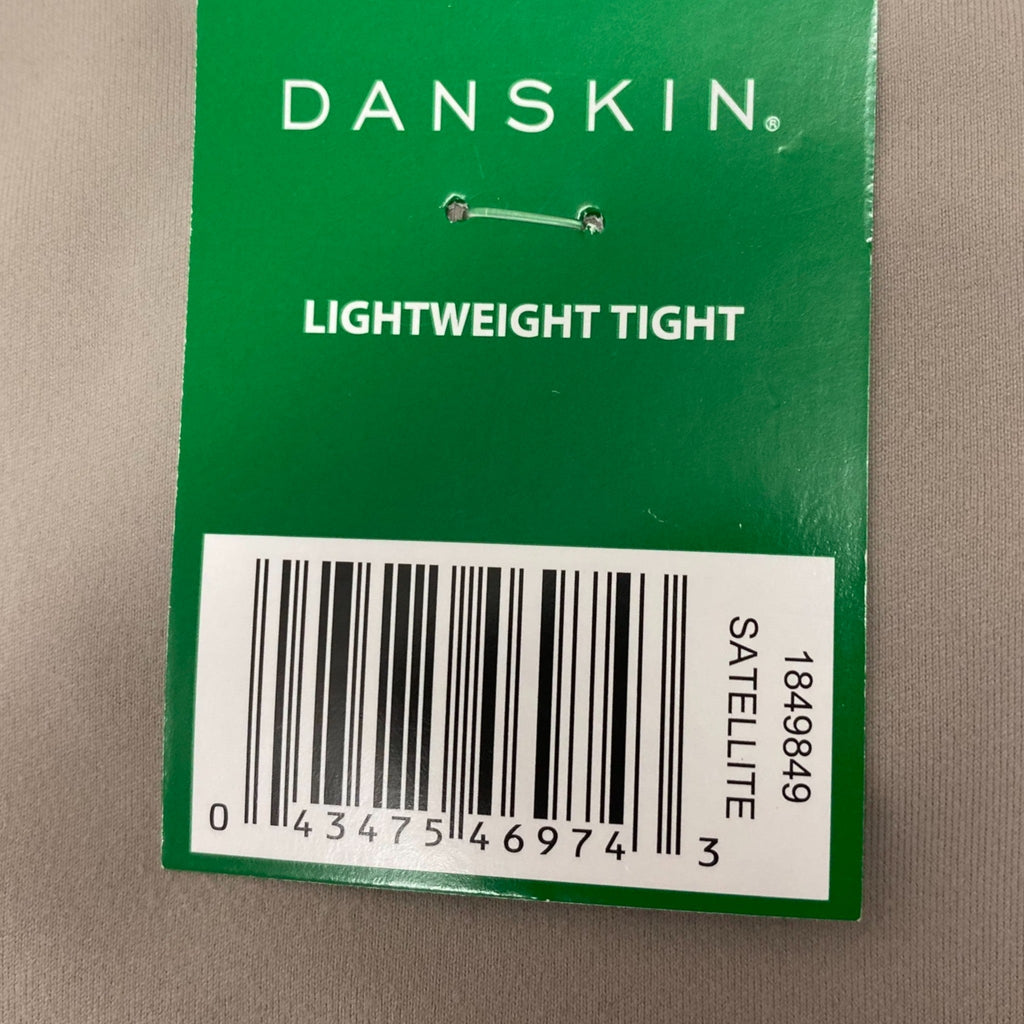 DANSKIN®
LIGHTWEIGHT TIGHT
0 43475 46974 3
SATELLITE
1849849